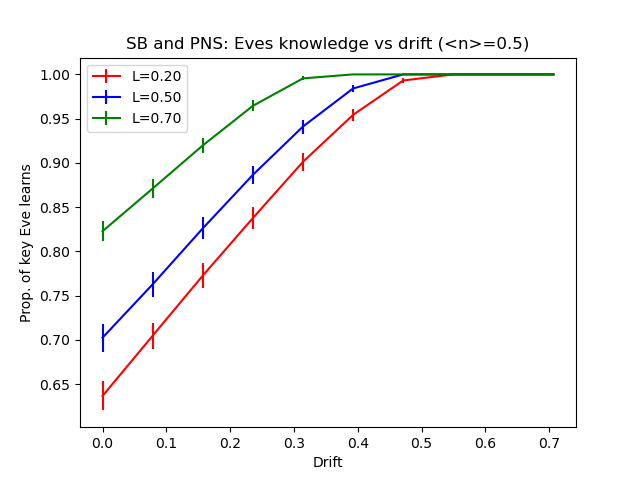 SB and PNS: Eves knowledge vs drift (<n>=0.5)
L=0.20
L=0.50
L=0.70
1.00
0.95
0.90
0.85
0.80
0.75
0.70
0.65
Prop. of key Eve learns
0.0 0.1 0.2 0.3 0.4 0.5 0.6 0.7
Drift